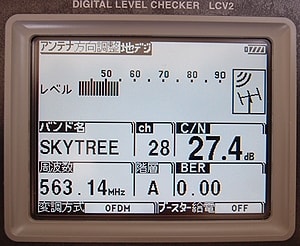 DIGITAL LEVEL CHECKER LCV2
アンテナ方向調整 地デジ
50 60 70 80 90
レベル
バンド名 ch C/N
SKYTREE 28 27.4dB
周波数 階層 BER
563.14MHz A 0.00
変調方式 OFDM ブースター給電 OFF